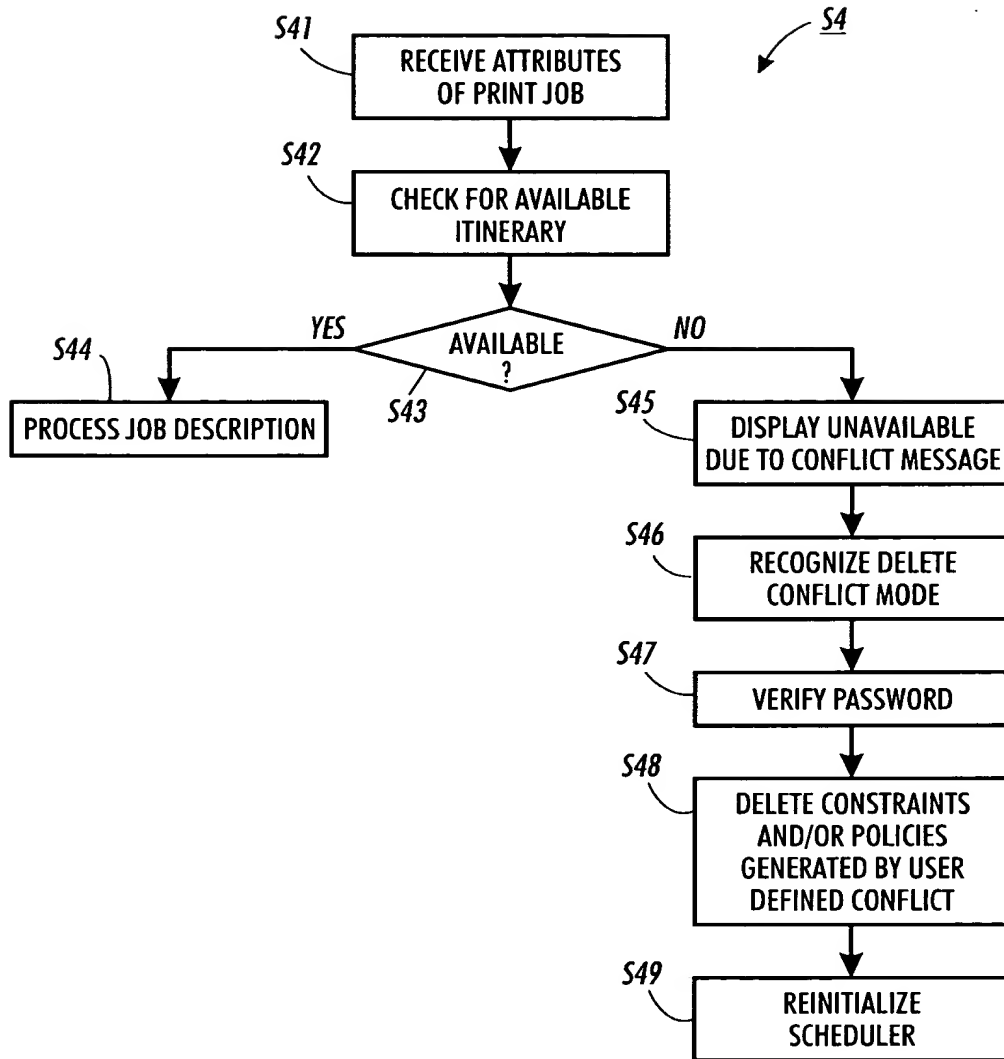 S4
S41
RECEIVE ATTRIBUTES
OF PRINT JOB
S42
CHECK FOR AVAILABLE
ITINERARY
YES
AVAILABLE
?
NO
S43
S44
PROCESS JOB DESCRIPTION
S45
DISPLAY UNAVAILABLE
DUE TO CONFLICT MESSAGE
S46
RECOGNIZE DELETE
CONFLICT MODE
S47
VERIFY PASSWORD
S48
DELETE CONSTRAINTS
AND/OR POLICIES
GENERATED BY USER
DEFINED CONFLICT
S49
REINITIALIZE
SCHEDULER